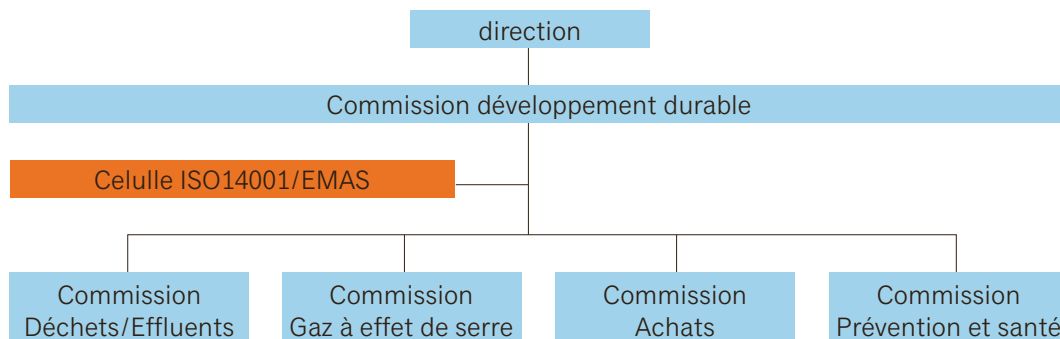 direction
Commission développement durable
Celulle ISO14001/EMAS
Commission
Déchets/Effluents
Commission
Gaz à effet de serre
Commission
Achats
Commission
Prévention et santé